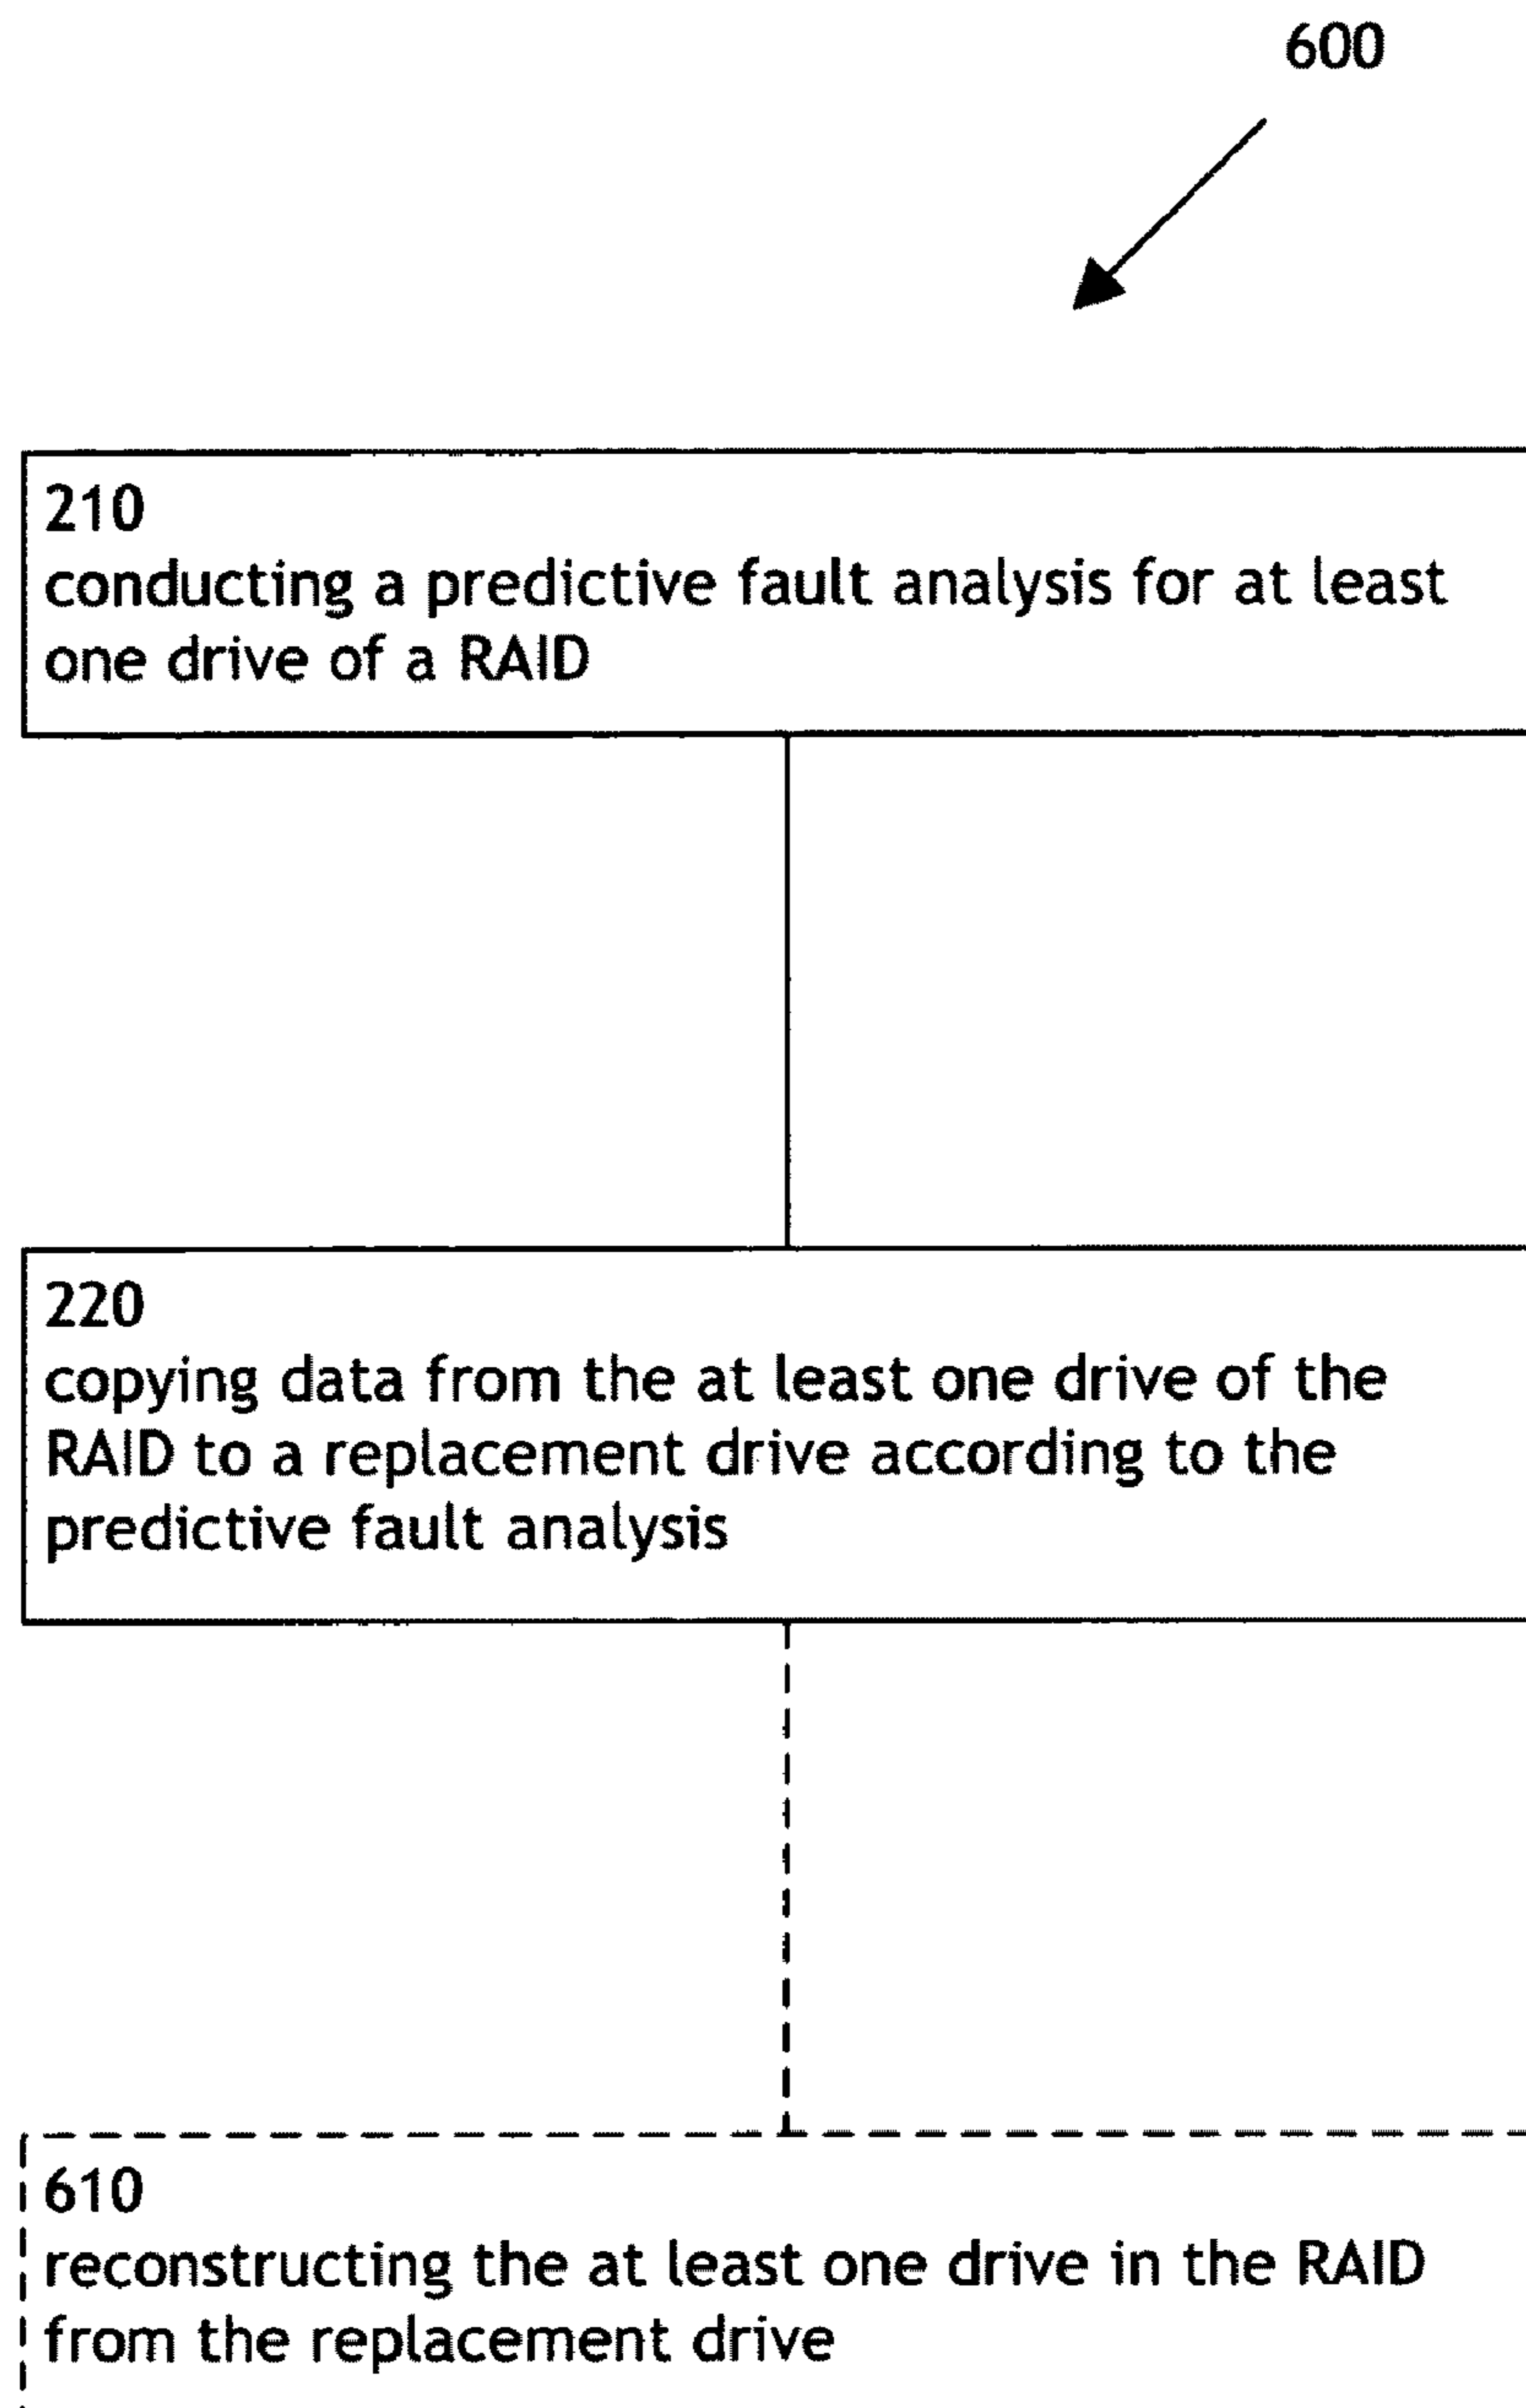 600
210
conducting a predictive fault analysis for at least
one drive of a RAID
220
copying data from the at least one drive of the
RAID to a replacement drive according to the
predictive fault analysis
610
reconstructing the at least one drive in the RAID
from the replacement drive